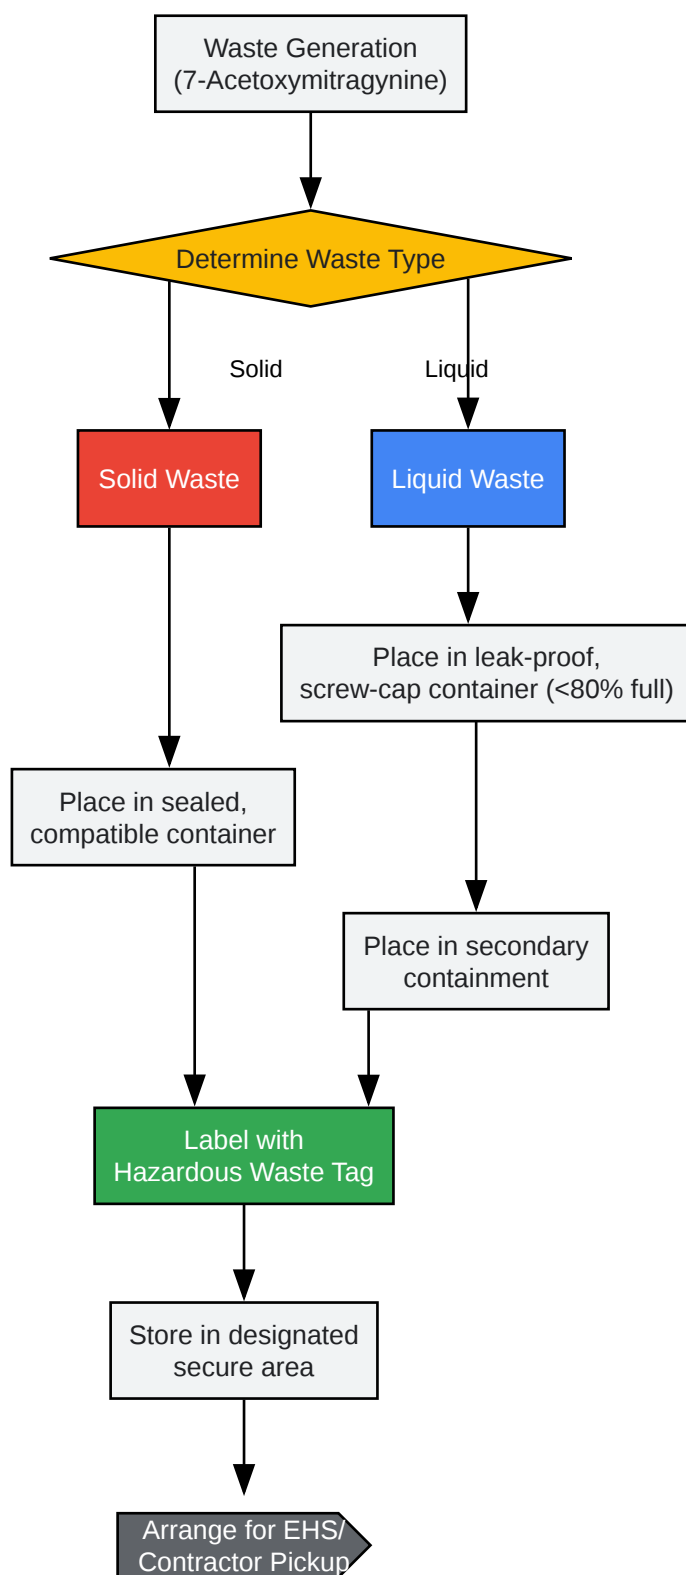 Waste Generation
(7-Acetoxymitragynine)
Determine Waste Type
Solid
Liquid
Solid Waste
Liquid Waste
Place in leak-proof,
screw-cap container (<80% full)
Place in sealed,
compatible container
Place in secondary
containment
Label with
Hazardous Waste Tag
Store in designated
secure area
Arrange for EHS/
Contractor Pickup